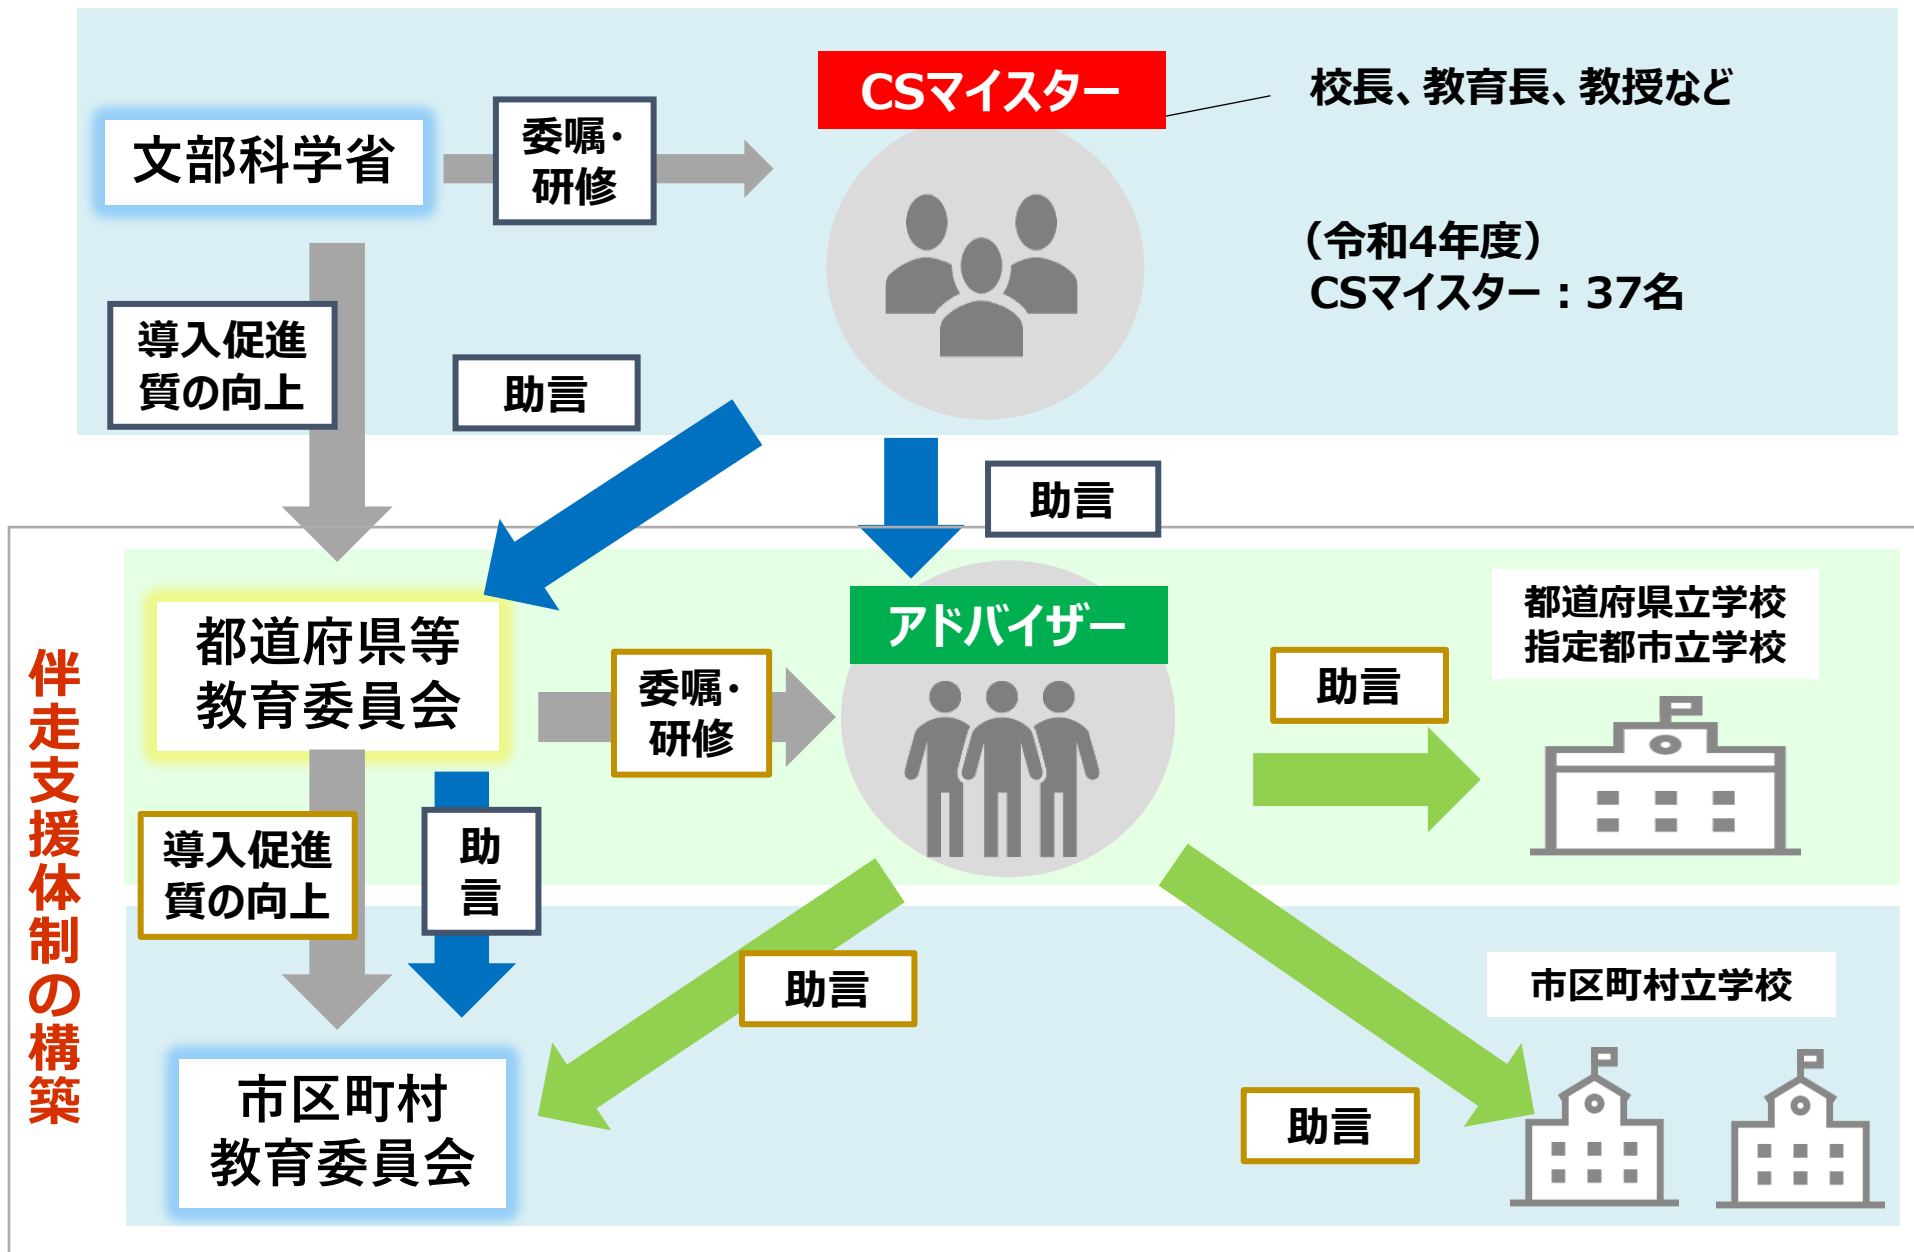 CSマイスター
校長、教育長、教授など
文部科学省
委嘱・
研修
（令和4年度）
CSマイスター：37名
導入促進
質の向上
助言
助言
伴走支援体制の構築
都道府県等
教育委員会
委嘱・
研修
アドバイザー
助言
都道府県立学校
指定都市立学校
導入促進
質の向上
助
言
助言
市区町村立学校
市区町村
教育委員会
助言